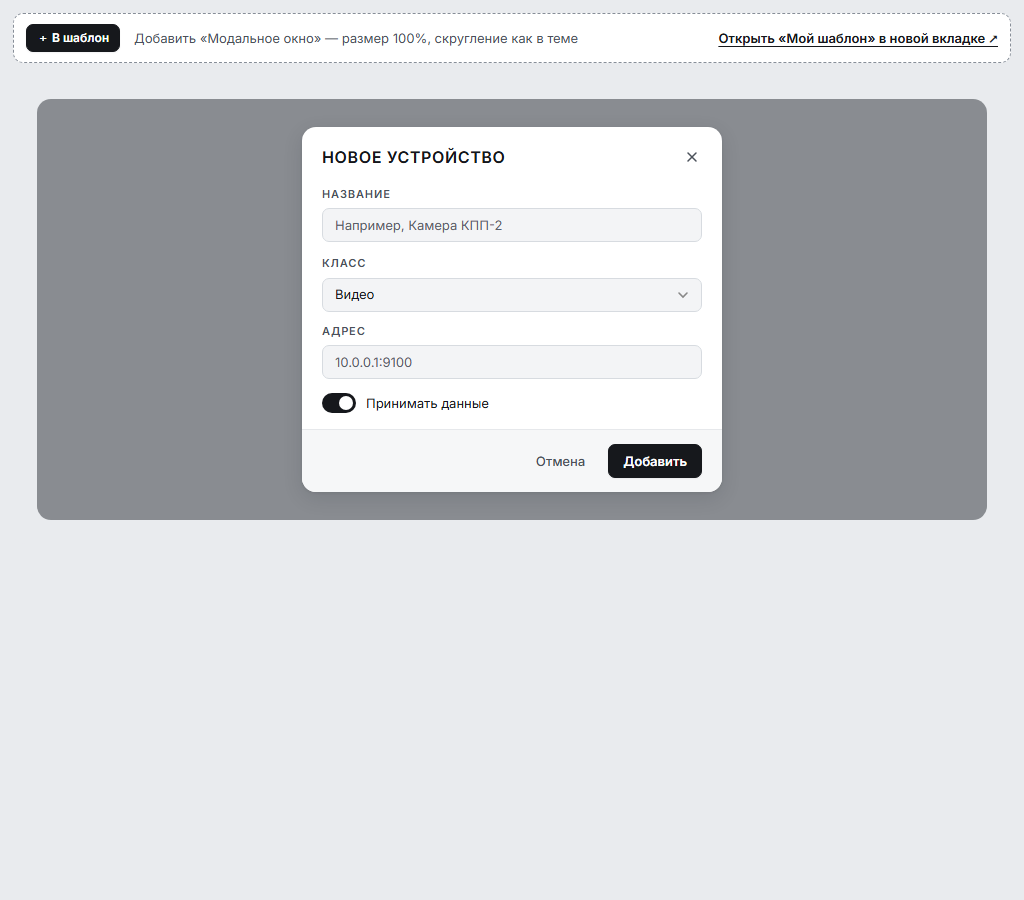 + В шаблон
Добавить «Модальное окно» — размер 100%, скругление как в теме
Открыть «Мой шаблон» в новой вкладке ↗
НОВОЕ УСТРОЙСТВО
НАЗВАНИЕ
Например, Камера КПП-2
КЛАСС
Видео
АДРЕС
10.0.0.1:9100
Принимать данные
Отмена
Добавить